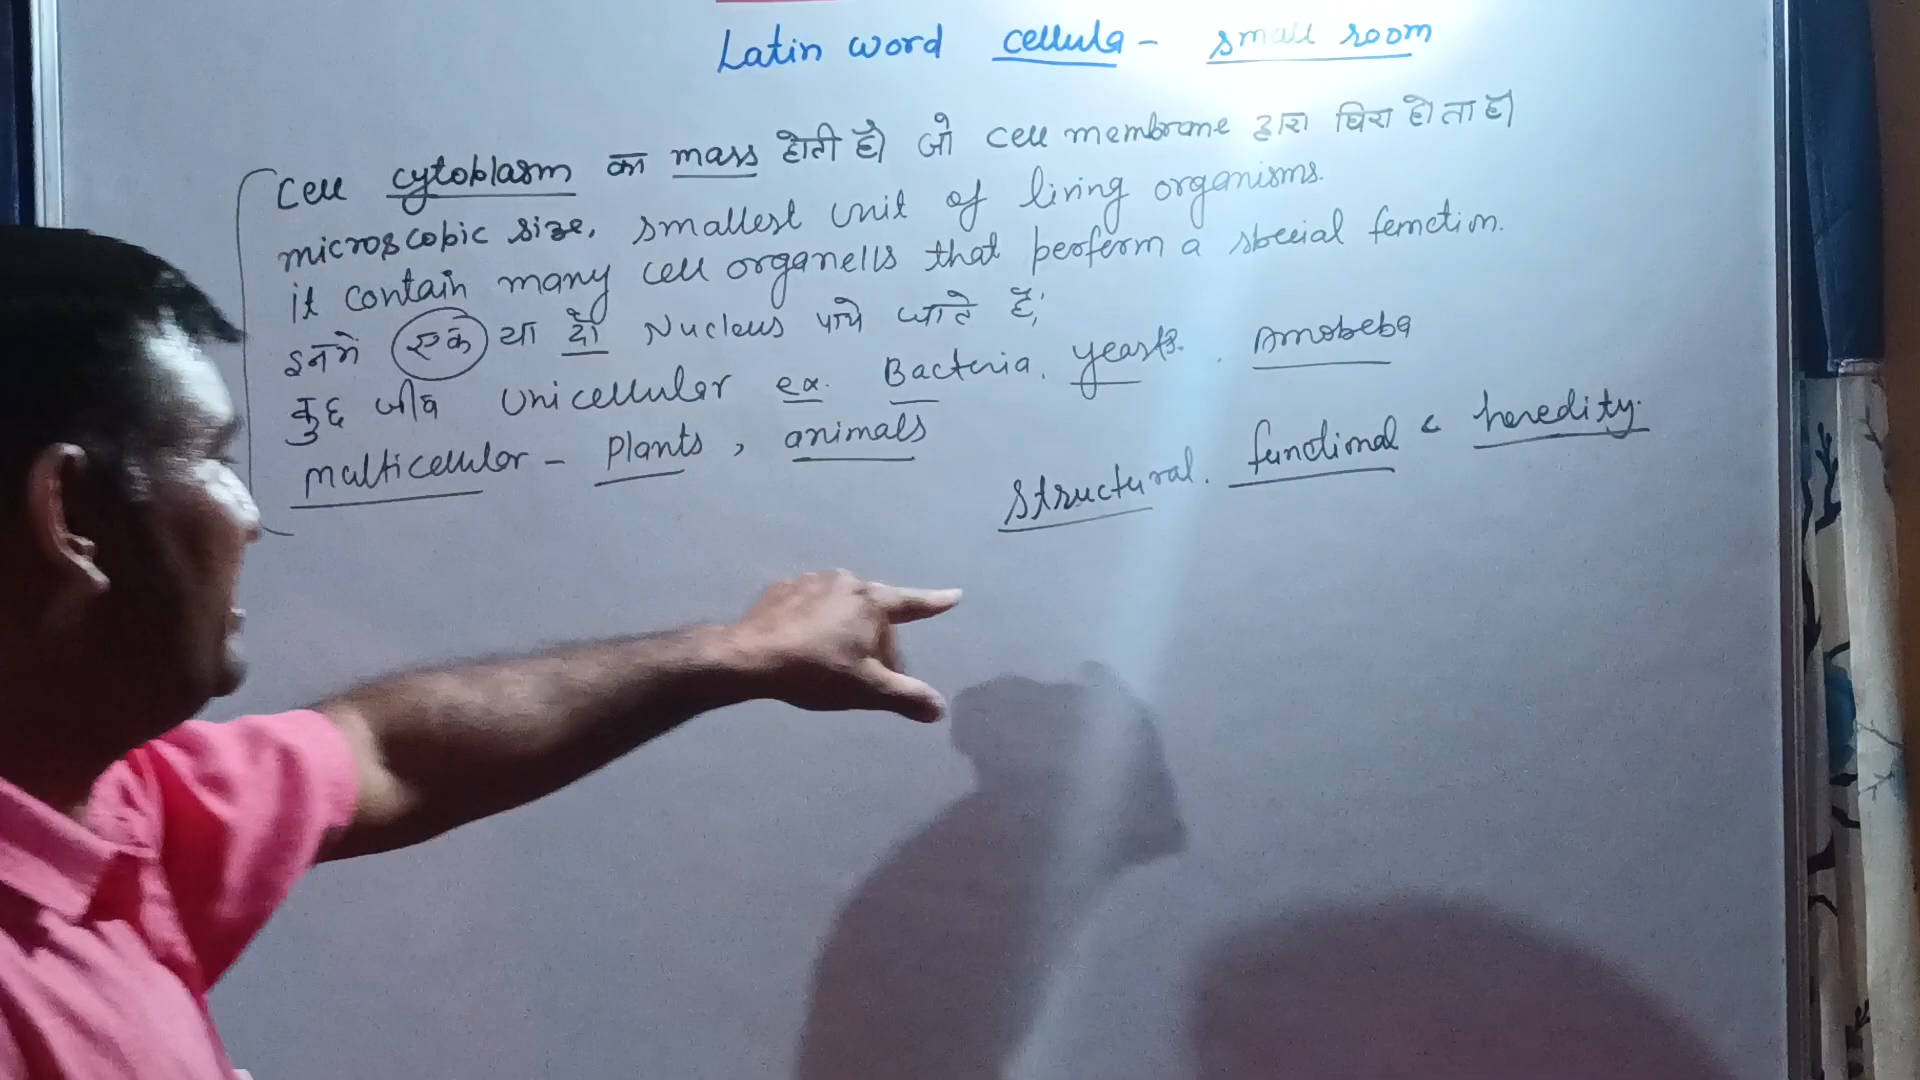 Latin word cellula - small room
Cell cytoplasm का mass होती है। जो cell membrane द्वारा घिरा होता है।
microscopic size, smallest unit of living organisms.
it contain many cell organells that perform a special function.
इनमें एक या दो Nucleus पाये जाते है;
कुछ जीव unicellular ex. Bacteria, yeasts. Amobeba
multicellular - Plants, animals
structural. functional & heredity.